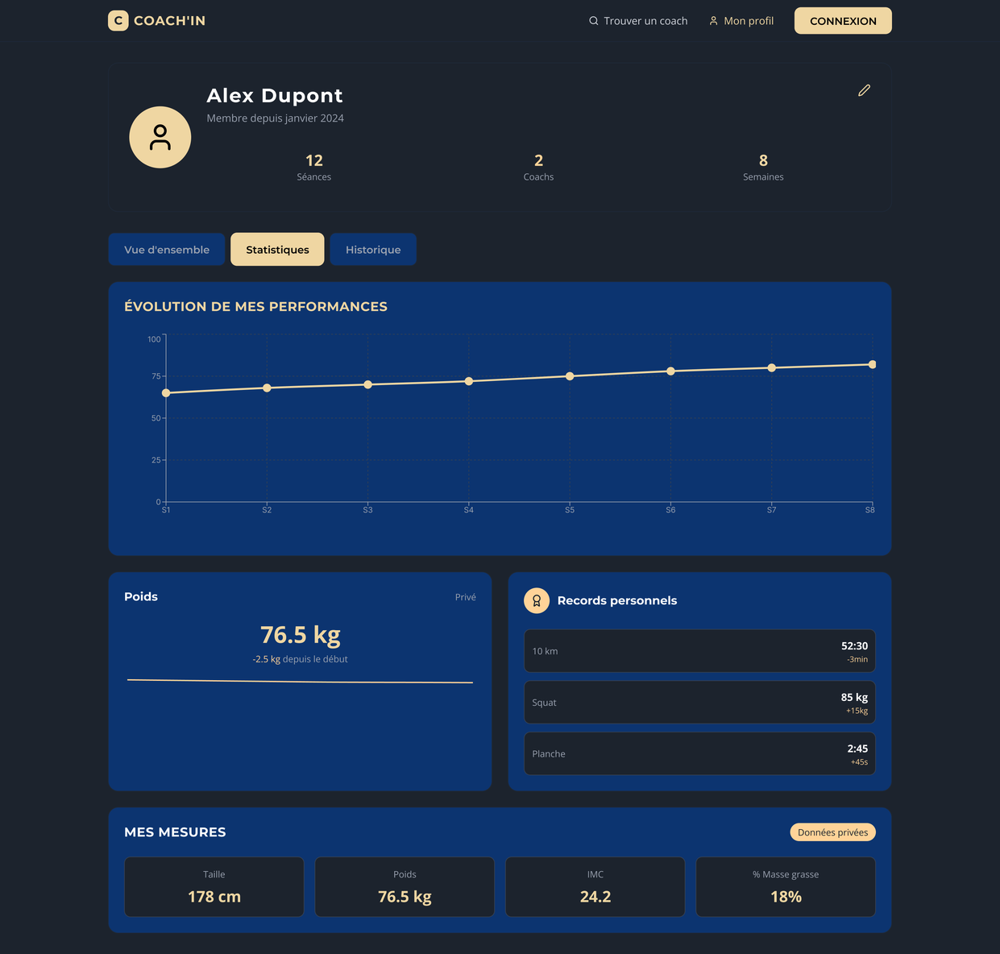 C COACH'IN
Trouver un coach
Mon profil
CONNEXION
Alex Dupont
Membre depuis janvier 2024
12
Séances
2
Coachs
8
Semaines
Vue d'ensemble
Statistiques
Historique
ÉVOLUTION DE MES PERFORMANCES
100
75
50
25
0
S1 S2 S3 S4 S5 S6 S7 S8
Poids
Privé
76.5 kg
-2.5 kg depuis le début
Records personnels
10 km
52:30
-3min
Squat
85 kg
+15kg
Planche
2:45
+45s
MES MESURES
Données privées
Taille
178 cm
Poids
76.5 kg
IMC
24.2
% Masse grasse
18%